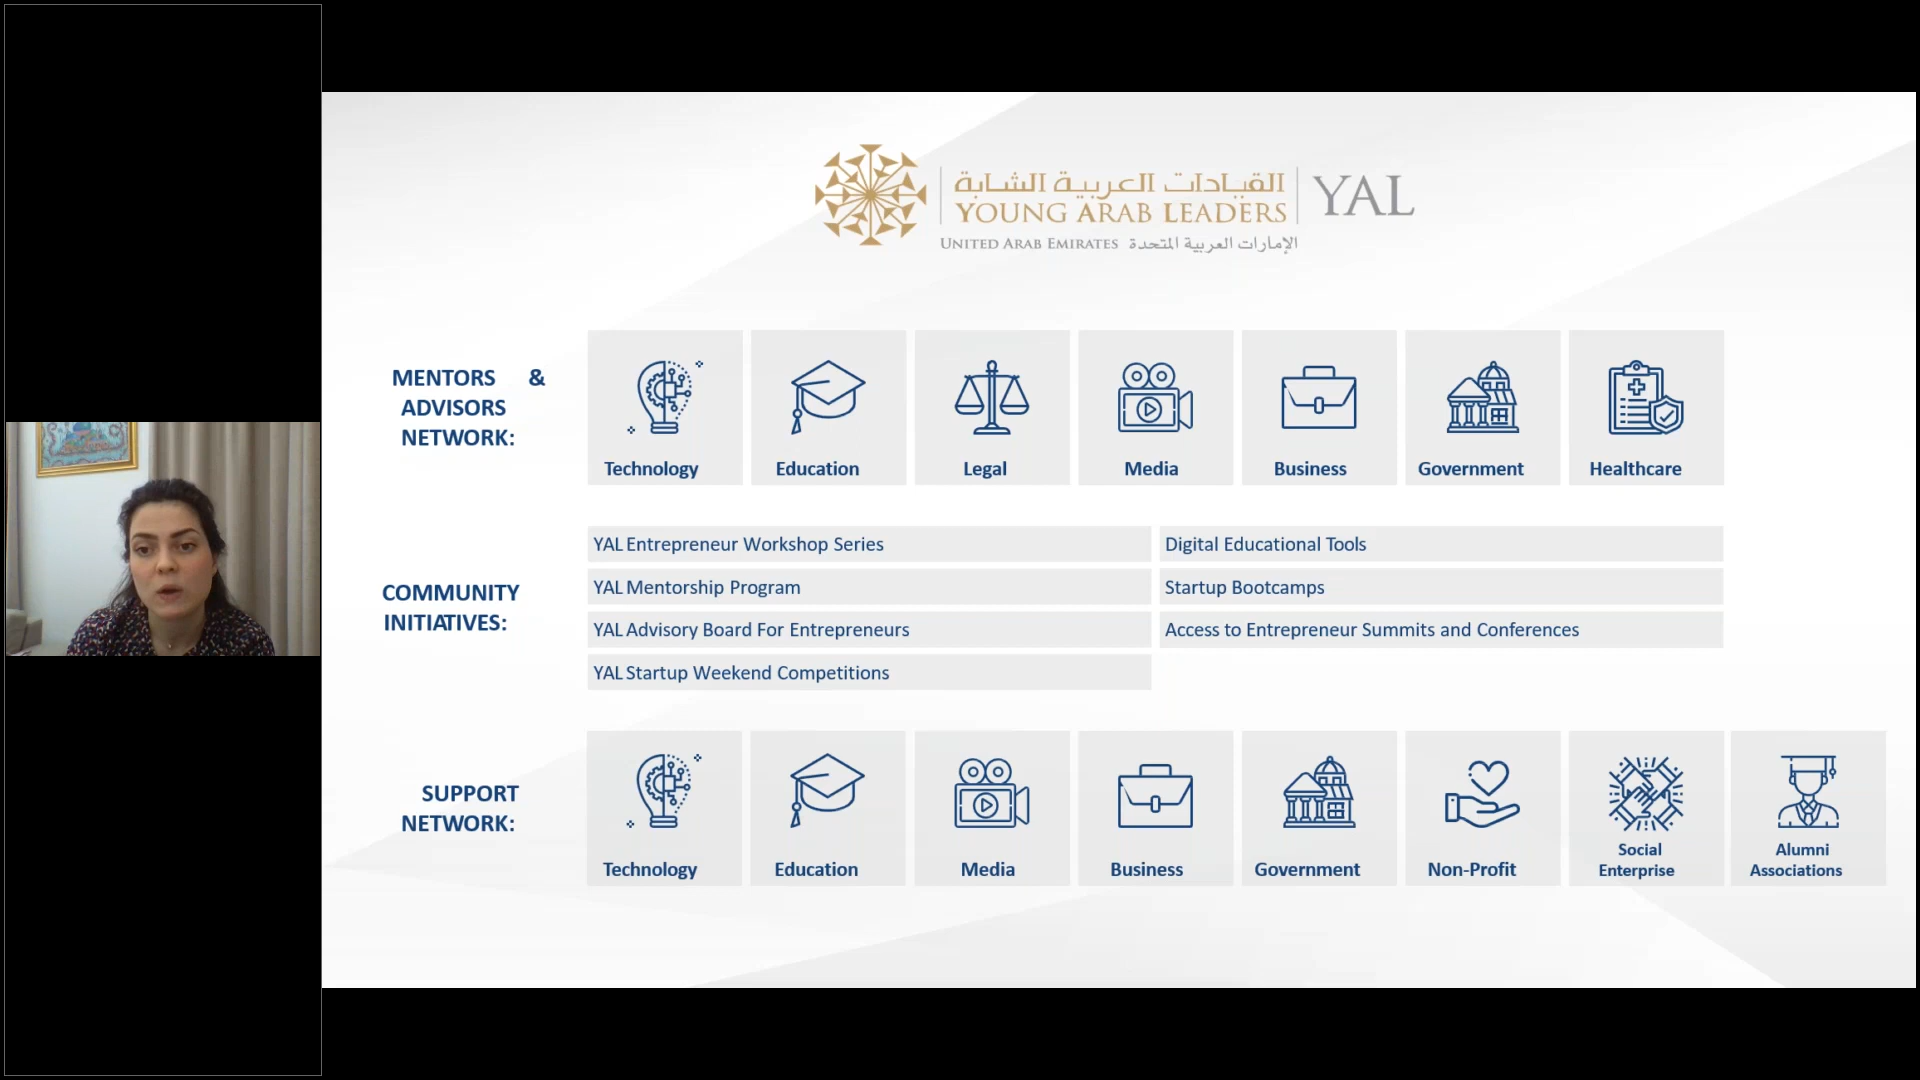 القيادات العربية الشابة
YOUNG ARAB LEADERS
YAL
UNITED ARAB EMIRATES الإمارات العربية المتحدة
MENTORS &
ADVISORS
NETWORK:
Technology
Education
Legal
Media
Business
Government
Healthcare
COMMUNITY
INITIATIVES:
YAL Entrepreneur Workshop Series
YAL Mentorship Program
YAL Advisory Board For Entrepreneurs
YAL Startup Weekend Competitions
Digital Educational Tools
Startup Bootcamps
Access to Entrepreneur Summits and Conferences
SUPPORT
NETWORK:
Technology
Education
Media
Business
Government
Non-Profit
Social
Enterprise
Alumni
Associations